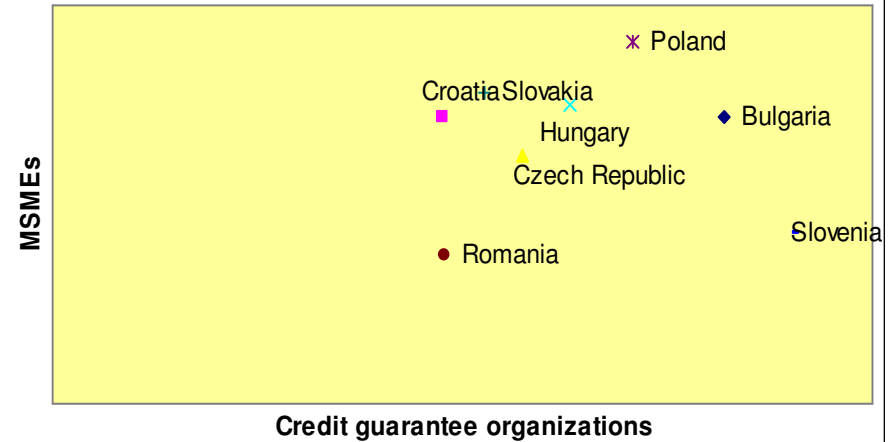 Poland
Croatia Slovakia
Bulgaria
Hungary
Czech Republic
Slovenia
Romania
MSMEs
Credit guarantee organizations